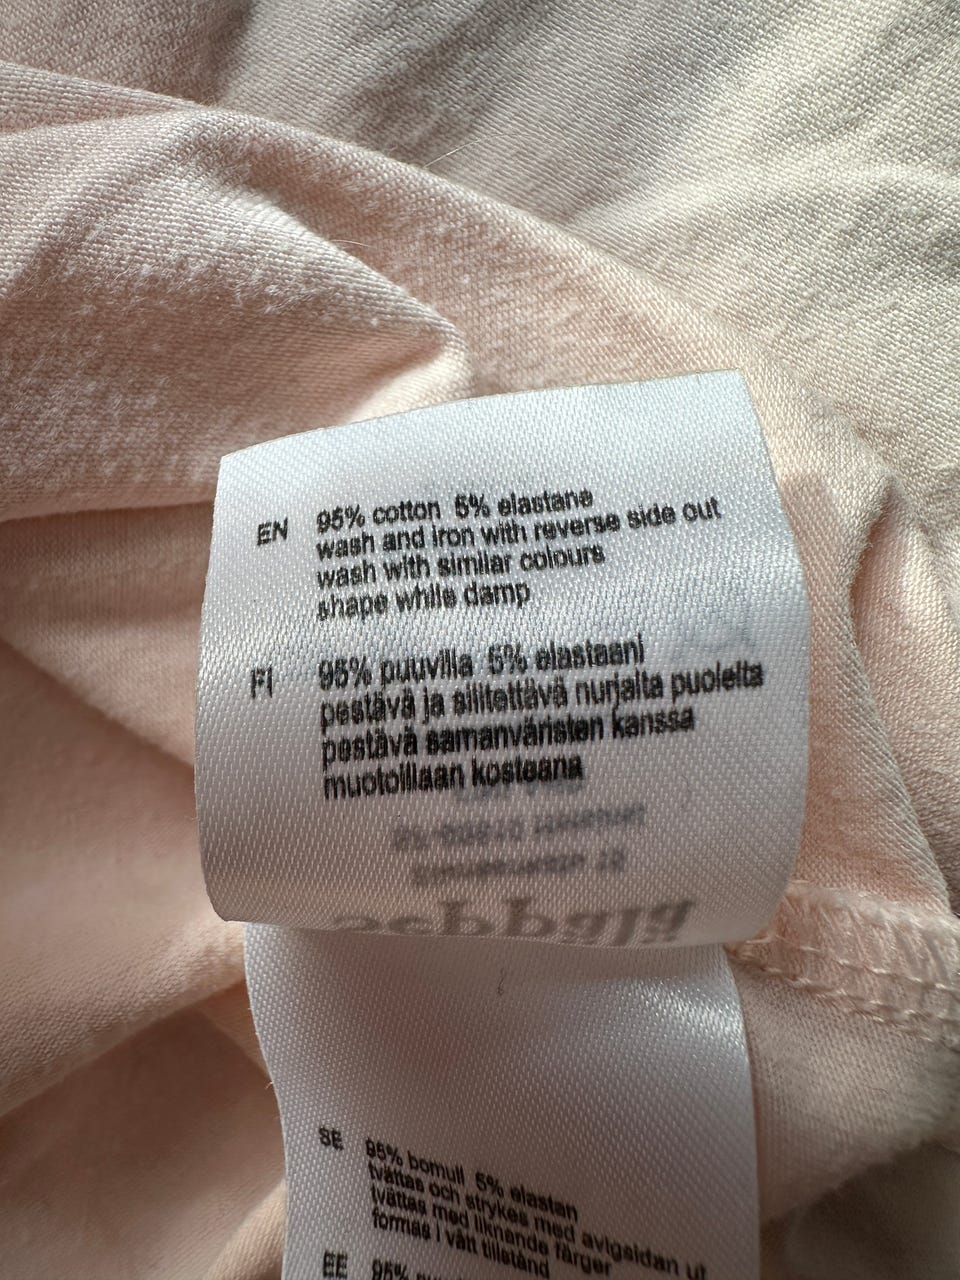 EN 95% cotton 5% elastane
wash and iron with reverse side out
wash with similar colours
shape while damp
FI 95% puuvilla 5% elastaani
pestävä ja silitettävä nurjalta puolelta
pestävä samanväristen kanssa
muotoillaan kosteana
seppälä
SE 95% bomull 5% elastan
tvättas och strykes med avigsidan ut
tvättas med liknande färger
formas i vått tillstånd
EE 95%